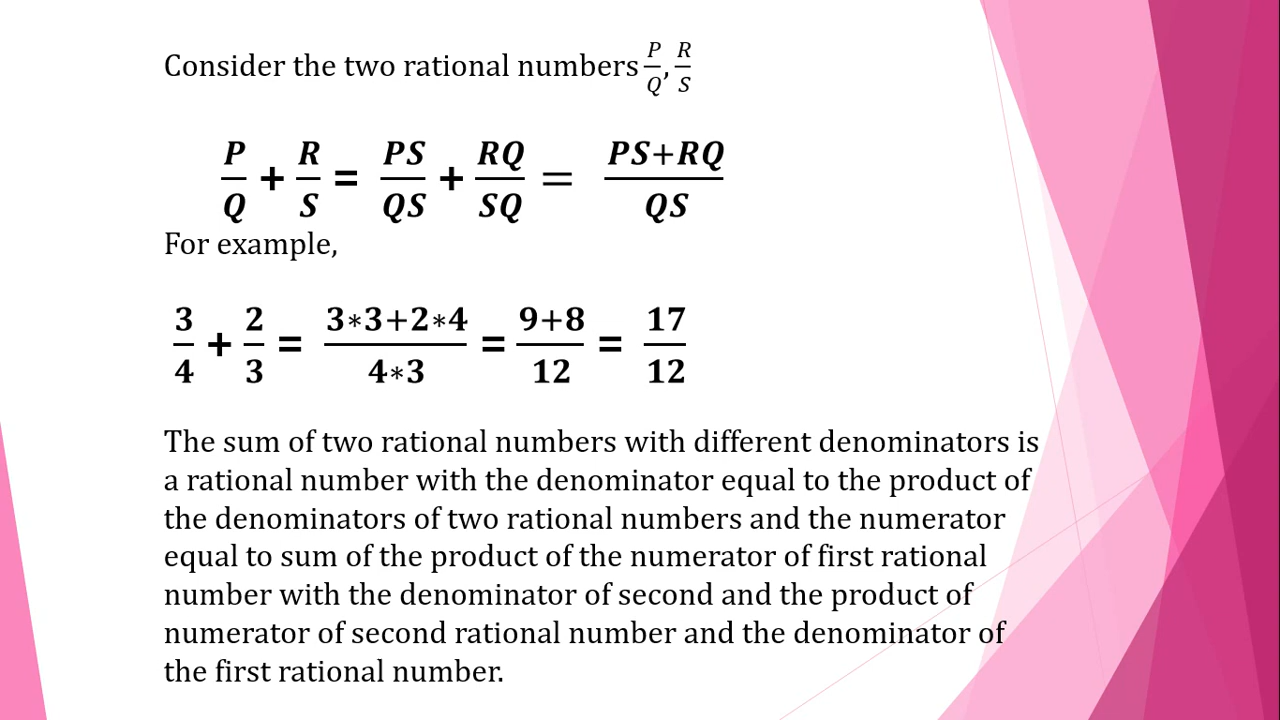 Consider the two rational numbers P/Q, R/S
P/Q + R/S = PS/QS + RQ/SQ = PS+RQ/QS
For example,
3/4 + 2/3 = 3*3+2*4/4*3 = 9+8/12 = 17/12
The sum of two rational numbers with different denominators is
a rational number with the denominator equal to the product of
the denominators of two rational numbers and the numerator
equal to sum of the product of the numerator of first rational
number with the denominator of second and the product of
numerator of second rational number and the denominator of
the first rational number.